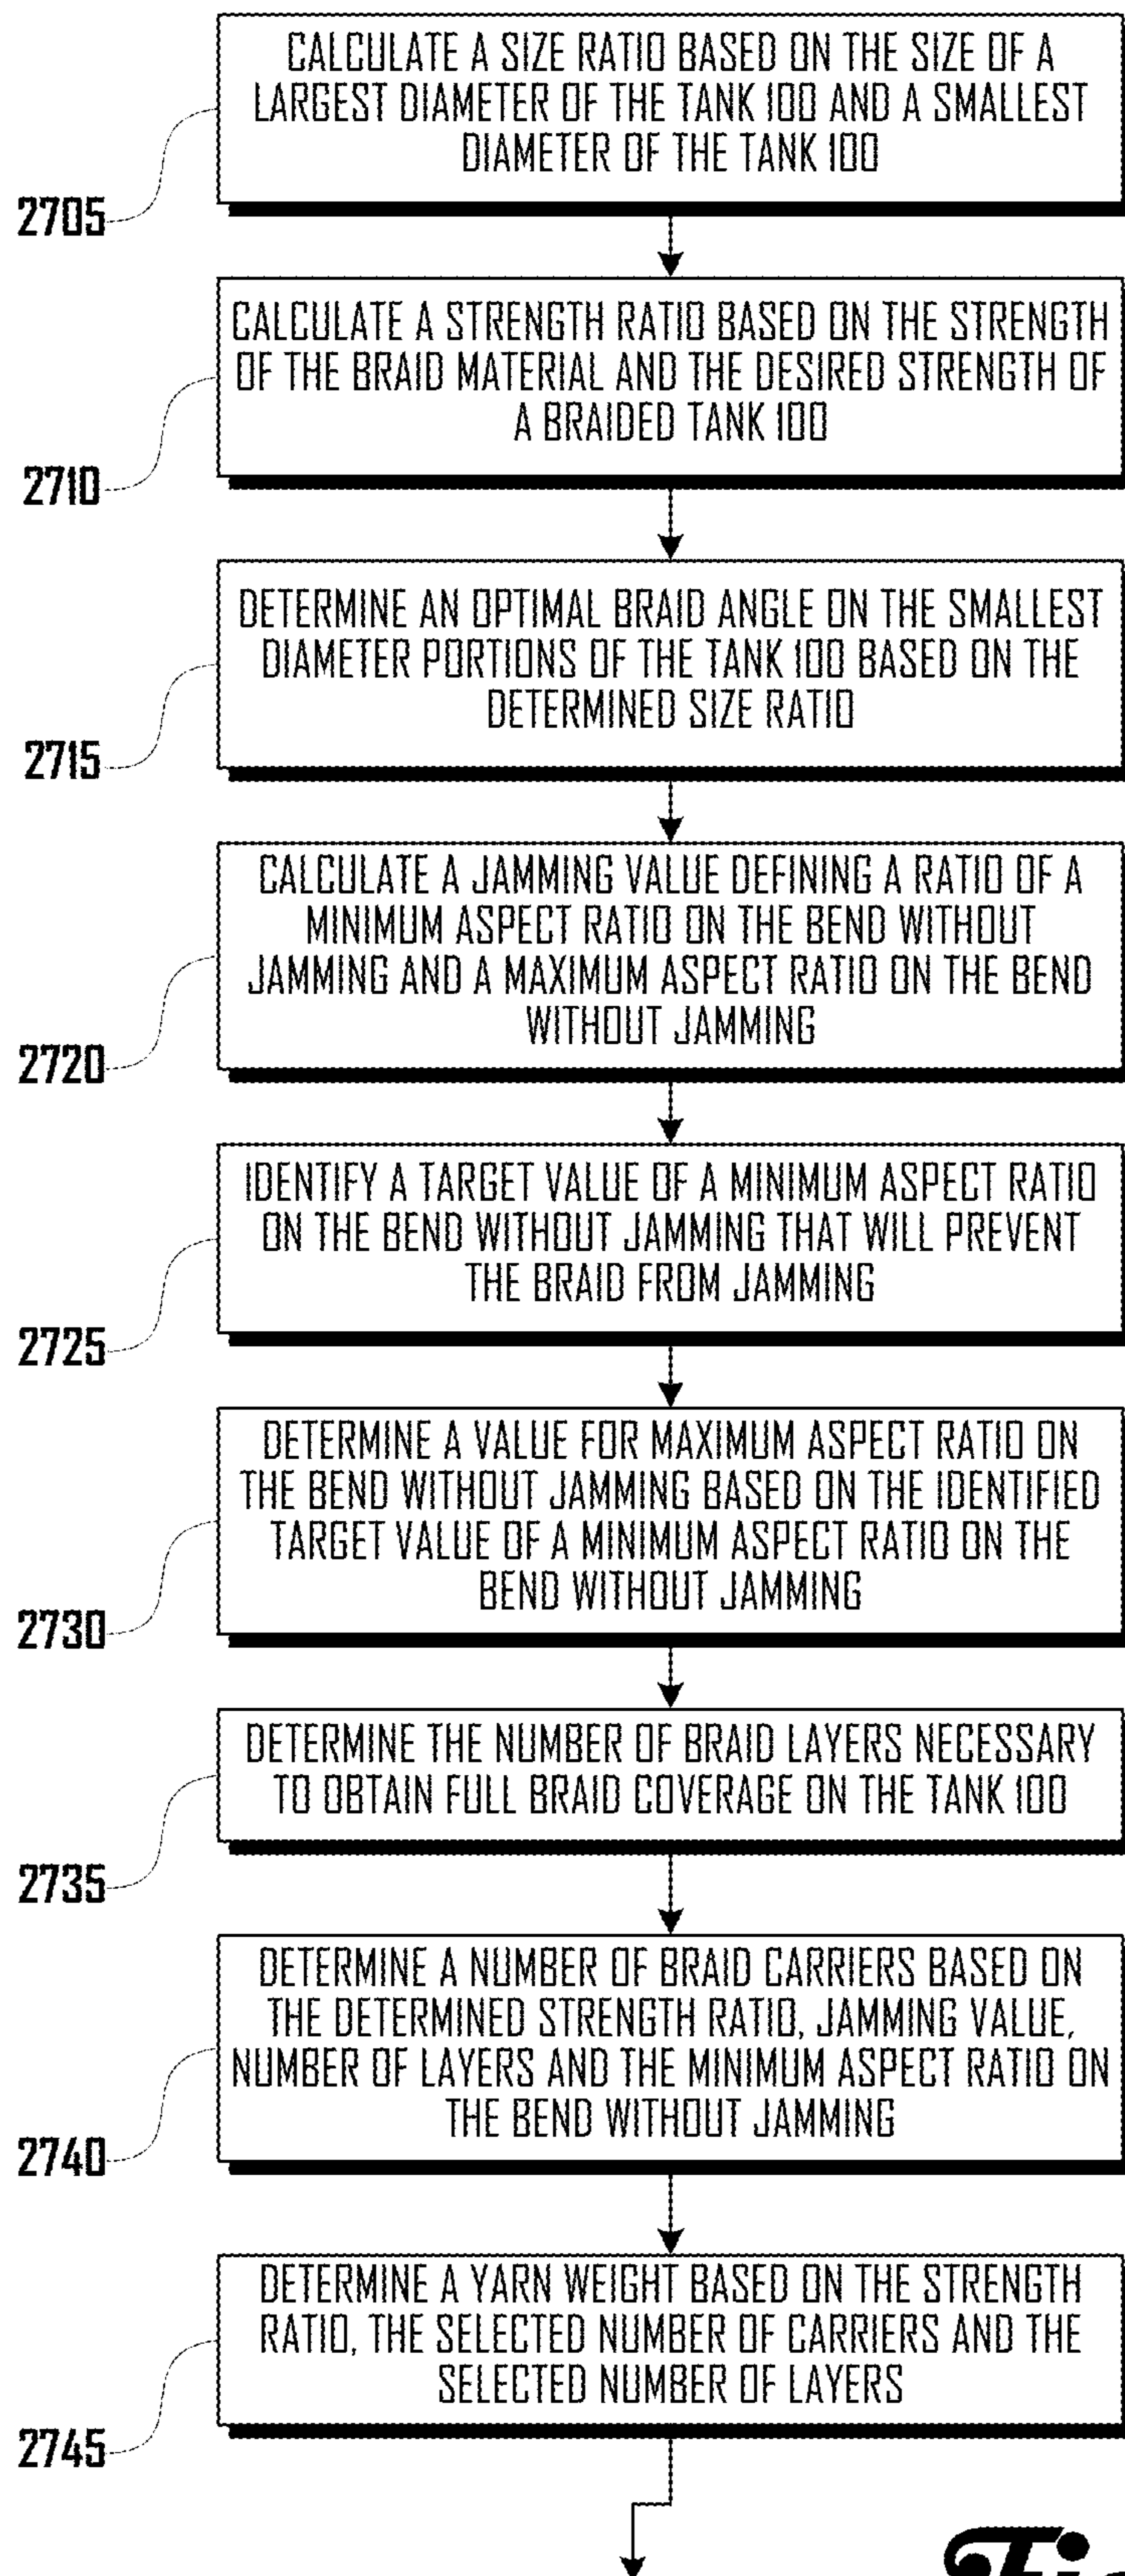 CALCULATE A SIZE RATIO BASED ON THE SIZE OF A
LARGEST DIAMETER OF THE TANK 100 AND A SMALLEST
DIAMETER OF THE TANK 100
2705
CALCULATE A STRENGTH RATIO BASED ON THE STRENGTH
OF THE BRAID MATERIAL AND THE DESIRED STRENGTH OF
A BRAIDED TANK 100
2710
DETERMINE AN OPTIMAL BRAID ANGLE ON THE SMALLEST
DIAMETER PORTIONS OF THE TANK 100 BASED ON THE
DETERMINED SIZE RATIO
2715
CALCULATE A JAMMING VALUE DEFINING A RATIO OF A
MINIMUM ASPECT RATIO ON THE BEND WITHOUT
JAMMING AND A MAXIMUM ASPECT RATIO ON THE BEND
WITHOUT JAMMING
2720
IDENTIFY A TARGET VALUE OF A MINIMUM ASPECT RATIO
ON THE BEND WITHOUT JAMMING THAT WILL PREVENT
THE BRAID FROM JAMMING
2725
DETERMINE A VALUE FOR MAXIMUM ASPECT RATIO ON
THE BEND WITHOUT JAMMING BASED ON THE IDENTIFIED
TARGET VALUE OF A MINIMUM ASPECT RATIO ON THE
BEND WITHOUT JAMMING
2730
DETERMINE THE NUMBER OF BRAID LAYERS NECESSARY
TO OBTAIN FULL BRAID COVERAGE ON THE TANK 100
2735
DETERMINE A NUMBER OF BRAID CARRIERS BASED ON
THE DETERMINED STRENGTH RATIO, JAMMING VALUE,
NUMBER OF LAYERS AND THE MINIMUM ASPECT RATIO ON
THE BEND WITHOUT JAMMING
2740
DETERMINE A YARN WEIGHT BASED ON THE STRENGTH
RATIO, THE SELECTED NUMBER OF CARRIERS AND THE
SELECTED NUMBER OF LAYERS
2745